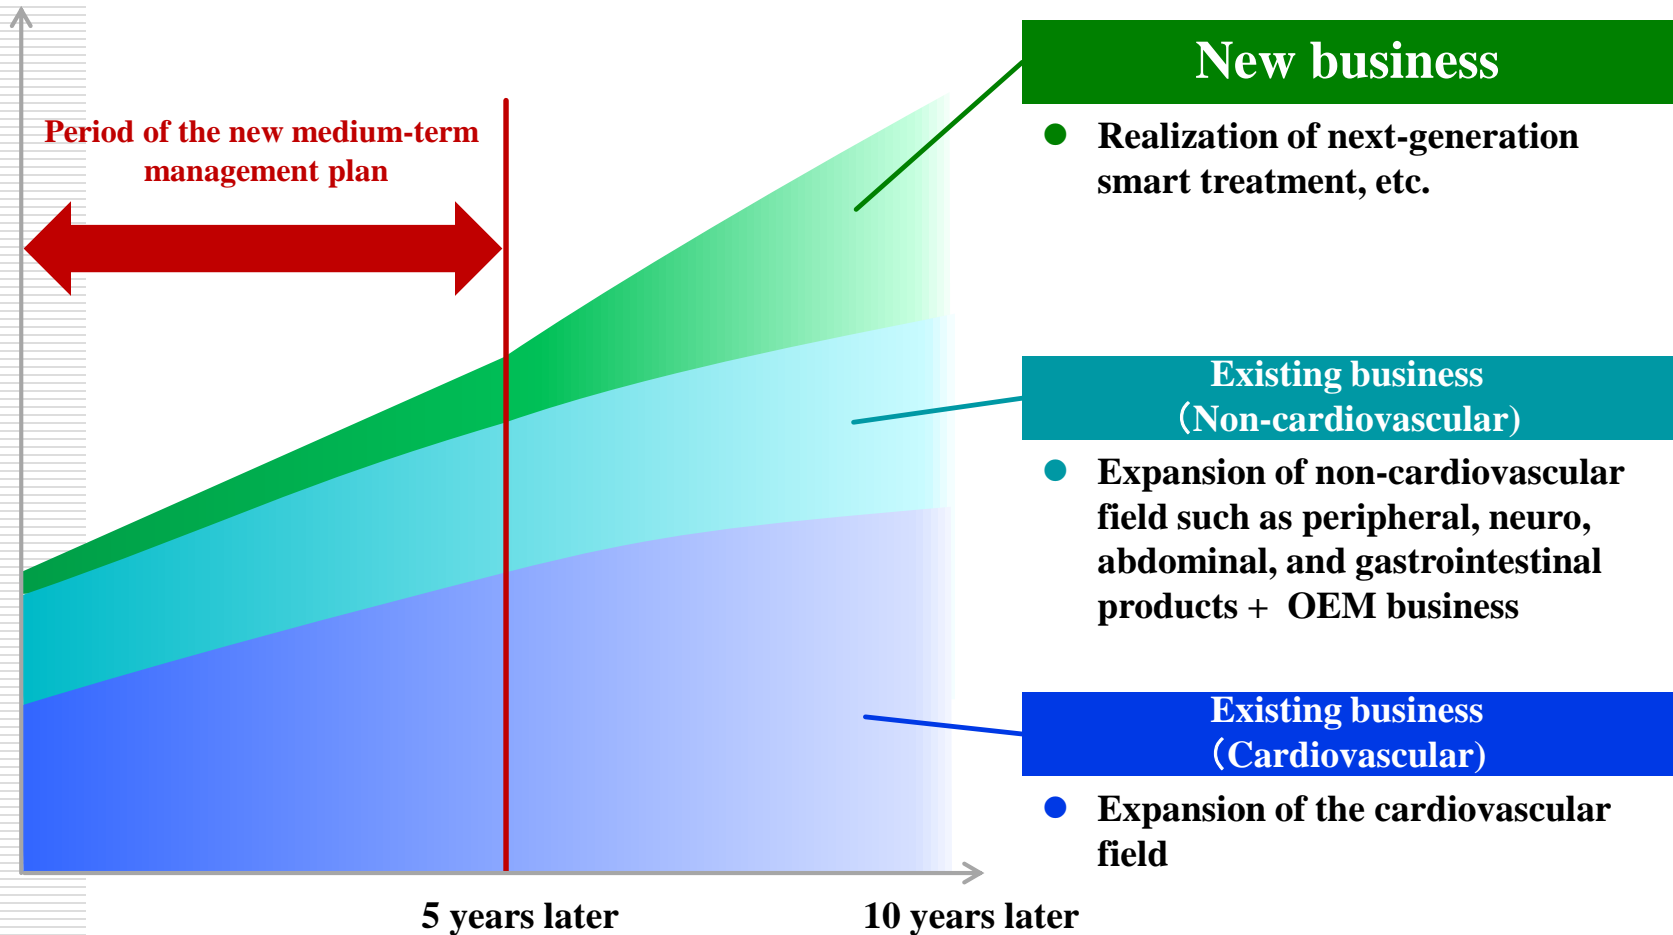 Period of the new medium-term
management plan
New business
● Realization of next-generation
smart treatment, etc.
Existing business
（Non-cardiovascular)
● Expansion of non-cardiovascular
field such as peripheral, neuro,
abdominal, and gastrointestinal
products + OEM business
Existing business
（Cardiovascular)
● Expansion of the cardiovascular
field
5 years later
10 years later